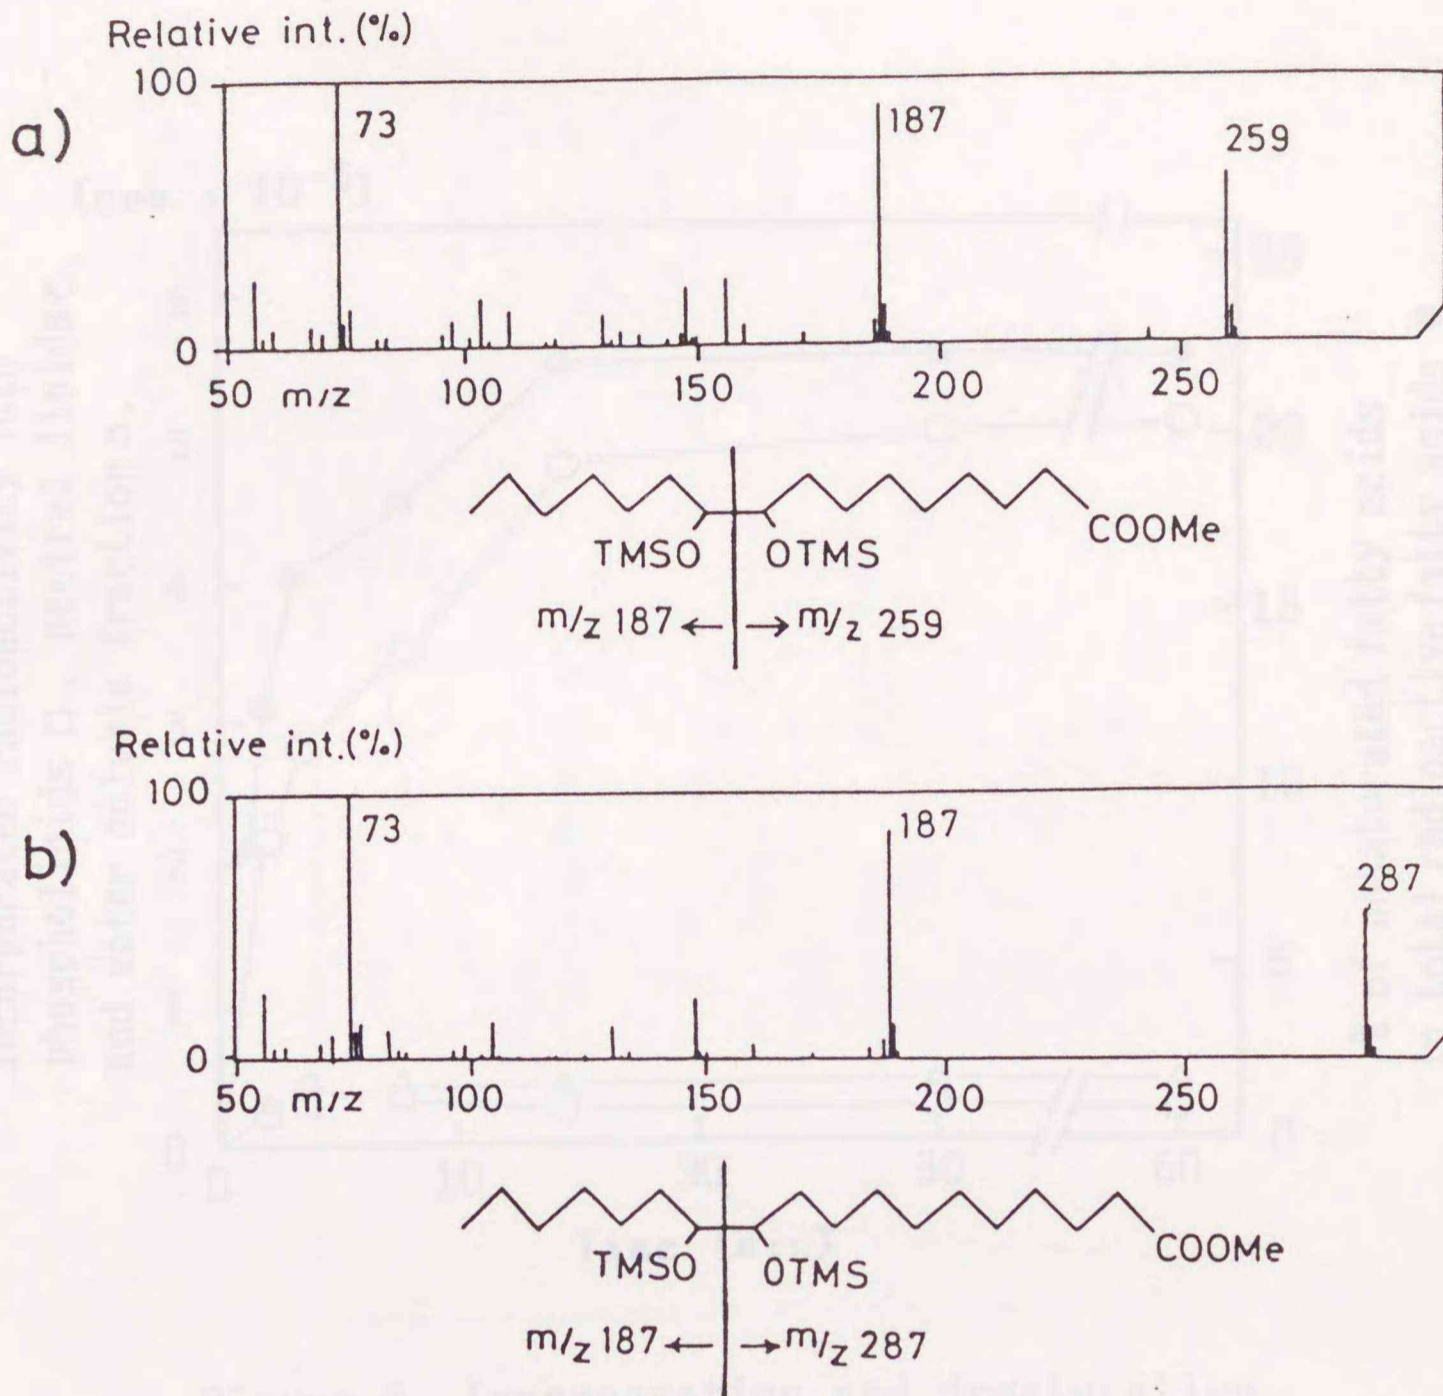 Relative int. (%)
100
a)
73
187
259
0
50 m/z 100 150 200 250
TMSO OTMS COOMe
m/z 187 ← → m/z 259
Relative int. (%)
100
b)
73
187
287
0
50 m/z 100 150 200 250
TMSO OTMS COOMe
m/z 187 ← → m/z 287